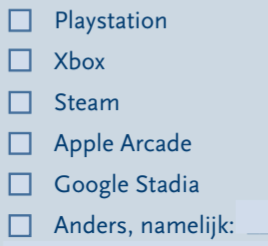 Playstation
Xbox
Steam
Apple Arcade
Google Stadia
Anders, namelijk: